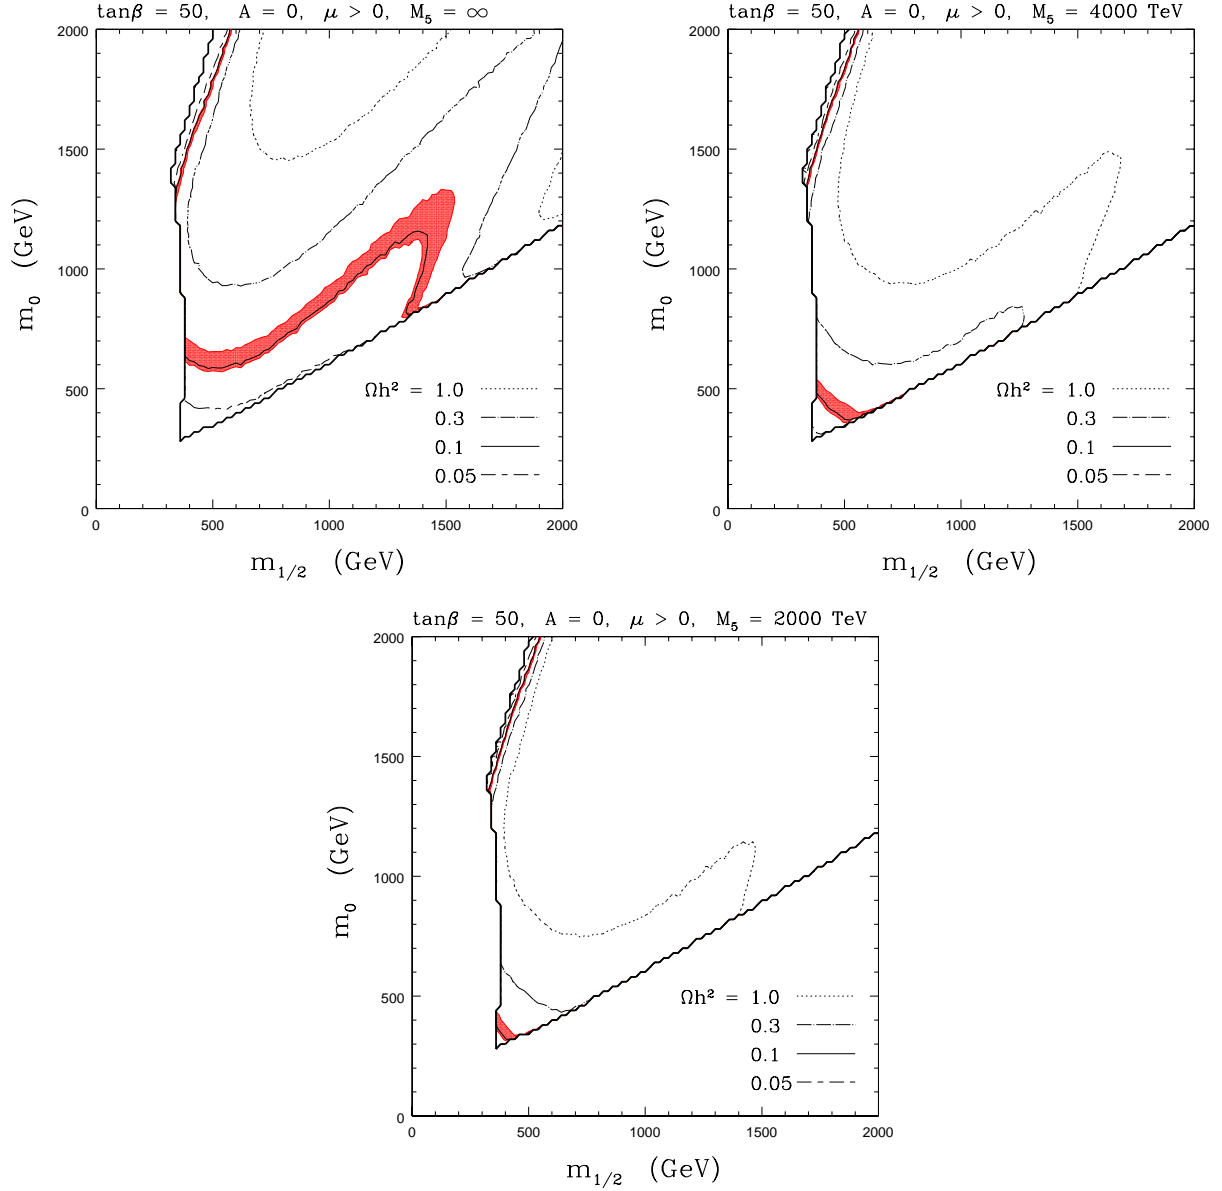 tanβ = 50, A = 0, μ > 0, M₅ = ∞
2000
1500
1000
500
0
m₀ (GeV)
Ωh² = 1.0
0.3
0.1
0.05
0 500 1000 1500 2000
m₁/₂ (GeV)
tanβ = 50, A = 0, μ > 0, M₅ = 4000 TeV
2000
1500
1000
500
0
m₀ (GeV)
Ωh² = 1.0
0.3
0.1
0.05
0 500 1000 1500 2000
m₁/₂ (GeV)
tanβ = 50, A = 0, μ > 0, M₅ = 2000 TeV
2000
1500
1000
500
0
m₀ (GeV)
Ωh² = 1.0
0.3
0.1
0.05
0 500 1000 1500 2000
m₁/₂ (GeV)